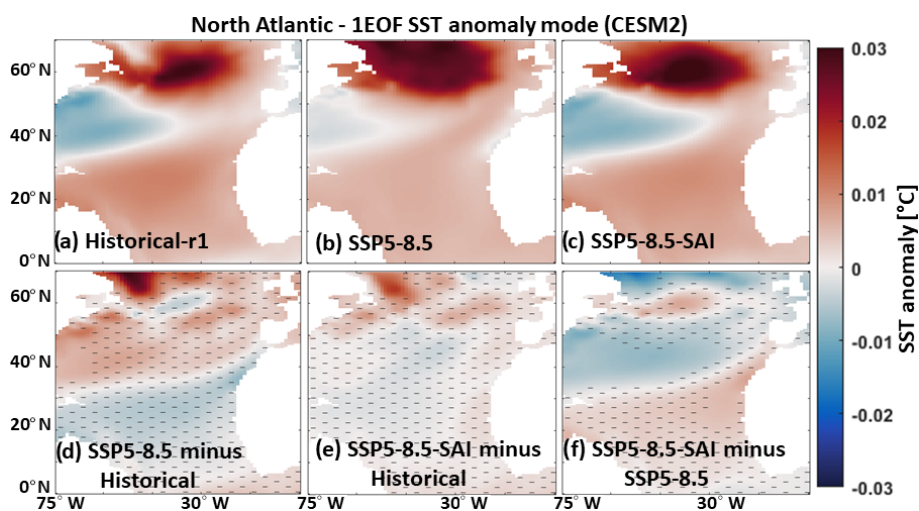 North Atlantic - 1EOF SST anomaly mode (CESM2)
60°N
40°N
20°N
0°N
(a) Historical-r1
(b) SSP5-8.5
(c) SSP5-8.5-SAI
60°N
40°N
20°N
0°N
(d) SSP5-8.5 minus
Historical
(e) SSP5-8.5-SAI minus
Historical
(f) SSP5-8,5-SAI minus
SSP5-8.5
75° W
30° W
75° W
30° W
75° W
30° W
0.03
0.02
0.01
0
-0.01
-0.02
-0.03
SST anomaly [°C]